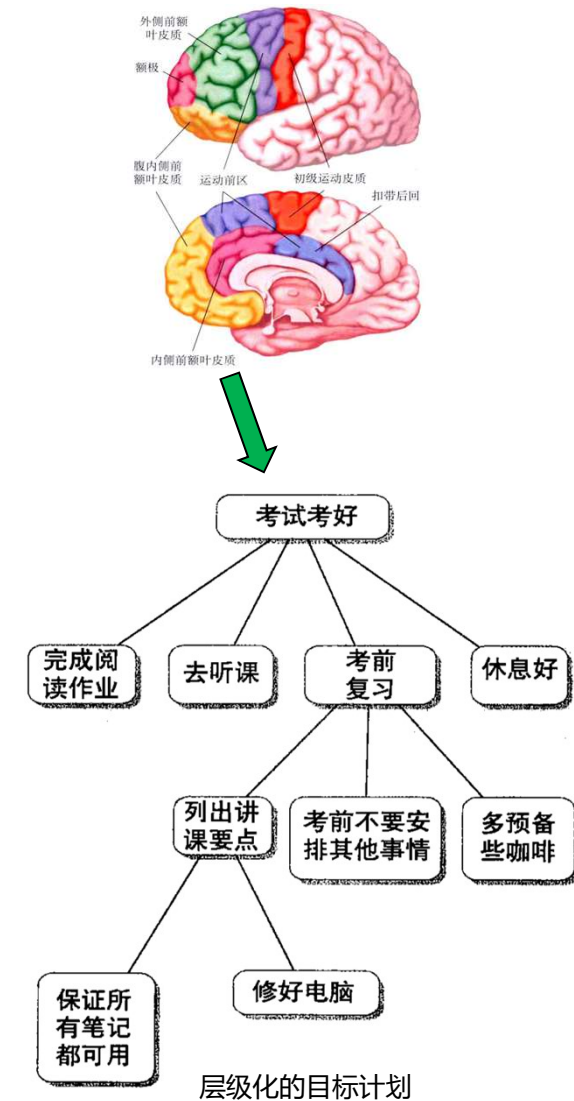 外侧前额
叶皮质
额极
腹内侧前
额叶皮质
运动前区
初级运动皮质
扣带后回
内侧前额叶皮质
考试考好
完成阅
读作业
去听课
考前
复习
休息好
列出讲
课要点
考前不要安
排其他事情
多预备
些咖啡
保证所
有笔记
都可用
修好电脑
层级化的目标计划